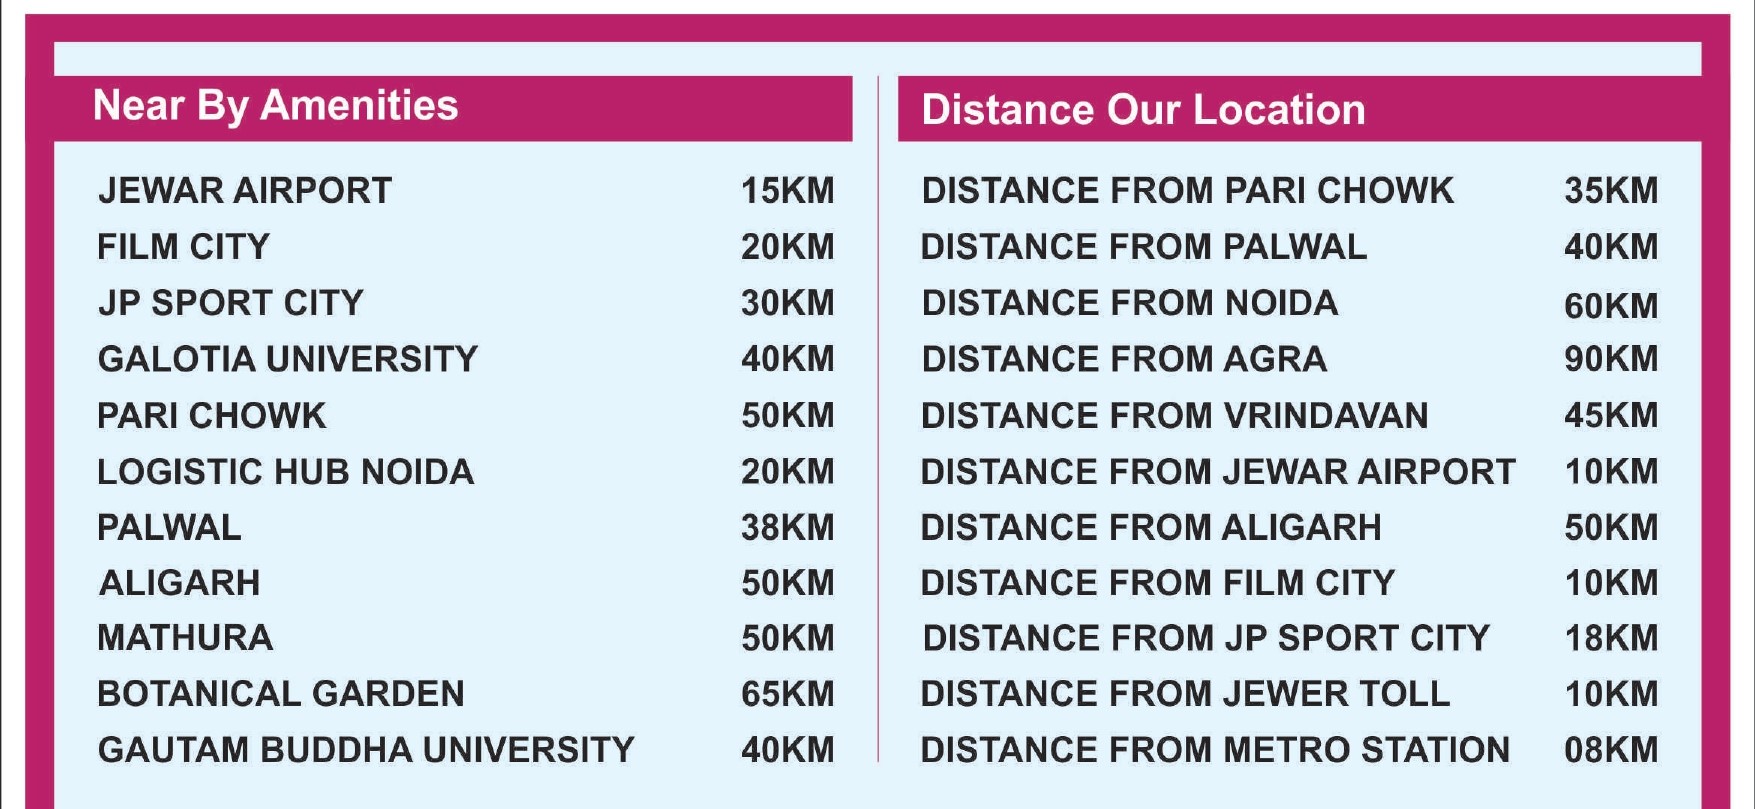 Near By Amenities
JEWAR AIRPORT 15KM
FILM CITY 20KM
JP SPORT CITY 30KM
GALOTIA UNIVERSITY 40KM
PARI CHOWK 50KM
LOGISTIC HUB NOIDA 20KM
PALWAL 38KM
ALIGARH 50KM
MATHURA 50KM
BOTANICAL GARDEN 65KM
GAUTAM BUDDHA UNIVERSITY 40KM
Distance Our Location
DISTANCE FROM PARI CHOWK 35KM
DISTANCE FROM PALWAL 40KM
DISTANCE FROM NOIDA 60KM
DISTANCE FROM AGRA 90KM
DISTANCE FROM VRINDAVAN 45KM
DISTANCE FROM JEWAR AIRPORT 10KM
DISTANCE FROM ALIGARH 50KM
DISTANCE FROM FILM CITY 10KM
DISTANCE FROM JP SPORT CITY 18KM
DISTANCE FROM JEWER TOLL 10KM
DISTANCE FROM METRO STATION 08KM